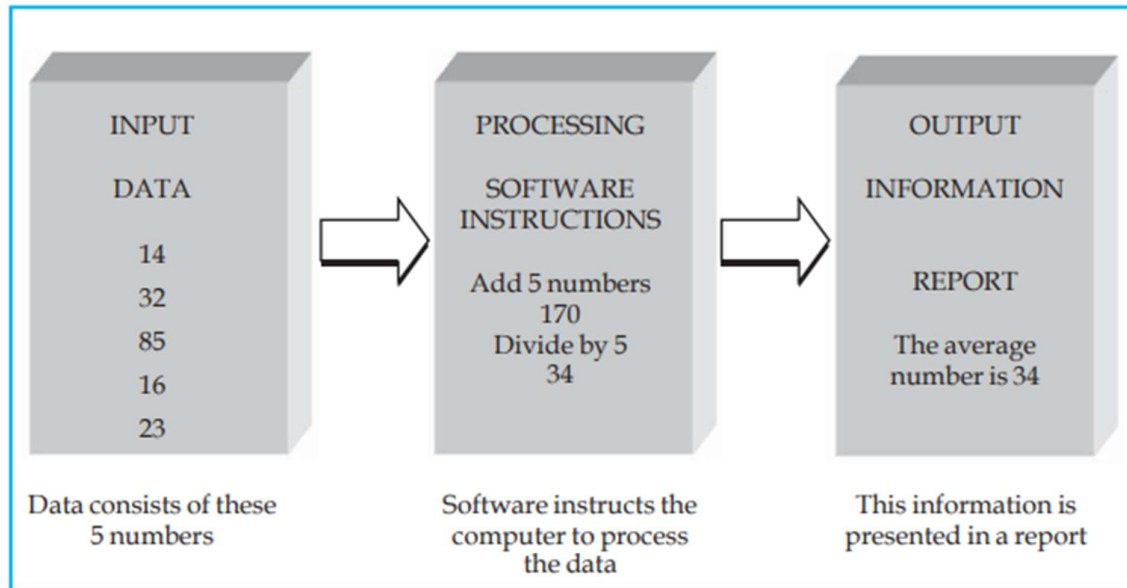 INPUT
DATA
14
32
85
16
23
Data consists of these
5 numbers
PROCESSING
SOFTWARE
INSTRUCTIONS
Add 5 numbers
170
Divide by 5
34
Software instructs the
computer to process
the data
OUTPUT
INFORMATION
REPORT
The average
number is 34
This information is
presented in a report